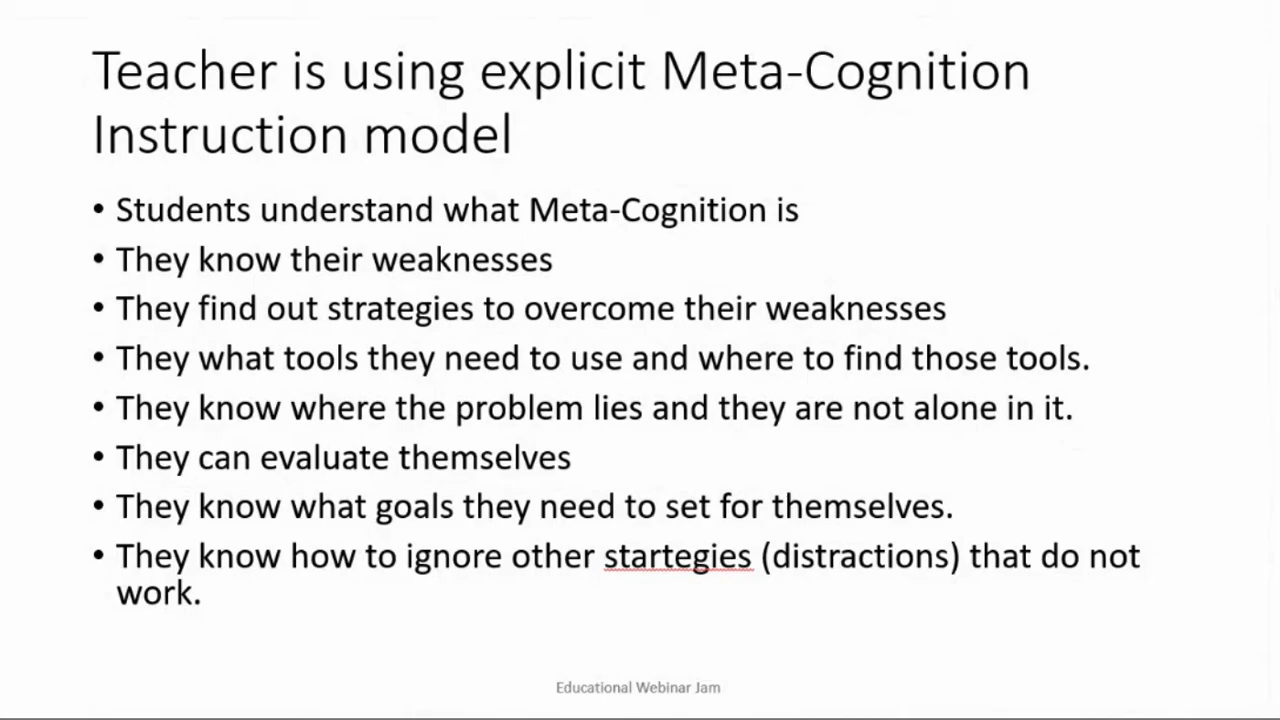 Teacher is using explicit Meta-Cognition
Instruction model
• Students understand what Meta-Cognition is
• They know their weaknesses
• They find out strategies to overcome their weaknesses
• They what tools they need to use and where to find those tools.
• They know where the problem lies and they are not alone in it.
• They can evaluate themselves
• They know what goals they need to set for themselves.
• They know how to ignore other startegies (distractions) that do not
work.
Educational Webinar Jam